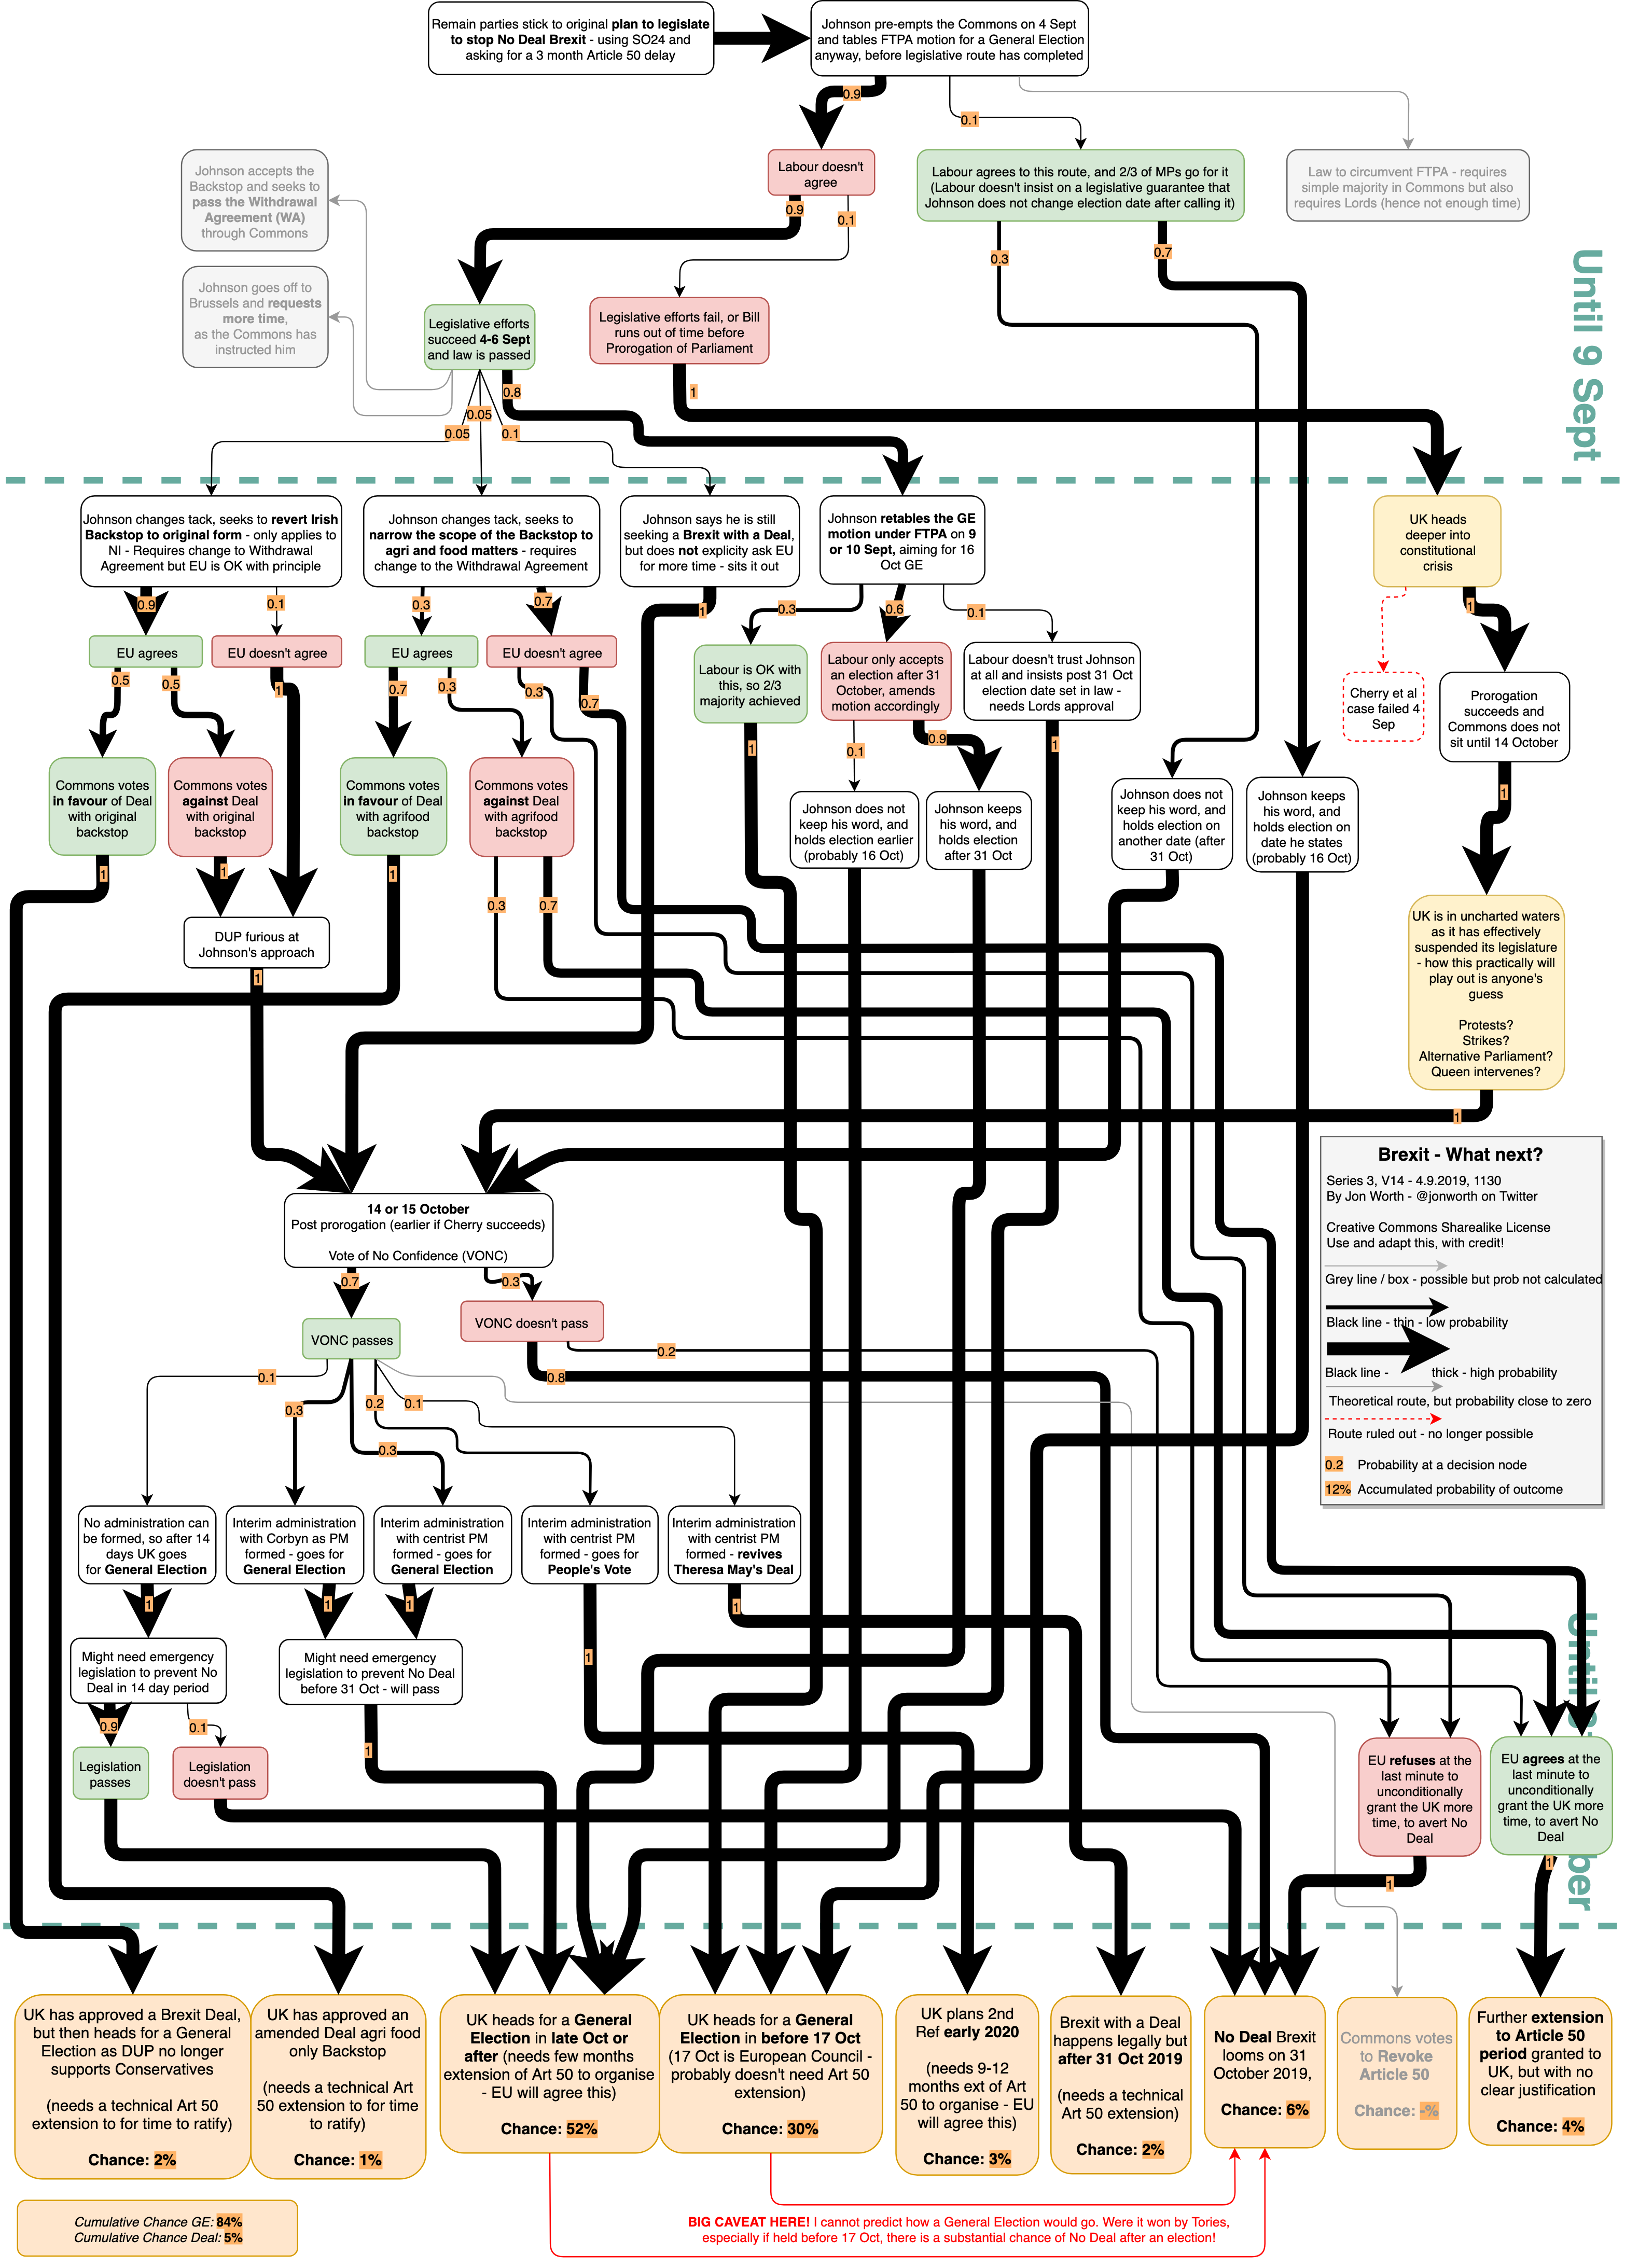 Remain parties stick to original plan to legislate
to stop No Deal Brexit - using SO24 and
asking for a 3 month Article 50 delay
Johnson pre-empts the Commons on 4 Sept
and tables FTPA motion for a General Election
anyway, before legislative route has completed
0.9
0.1
Johnson accepts the
Backstop and seeks to
pass the Withdrawal
Agreement (WA)
through Commons
Labour doesn't
agree
Labour agrees to this route, and 2/3 of MPs go for it
(Labour doesn't insist on a legislative guarantee that
Johnson does not change election date after calling it)
Law to circumvent FTPA - requires
simple majority in Commons but also
requires Lords (hence not enough time)
0.9
0.1
0.3
0.7
Until 9 Sept
Johnson goes off to
Brussels and requests
more time,
as the Commons has
instructed him
Legislative efforts
succeed 4-6 Sept
and law is passed
Legislative efforts fail, or Bill
runs out of time before
Prorogation of Parliament
0.8
1
0.05
0.05
0.1
Johnson changes tack, seeks to revert Irish
Backstop to original form - only applies to
NI - Requires change to Withdrawal
Agreement but EU is OK with principle
Johnson changes tack, seeks to
narrow the scope of the Backstop to
agri and food matters - requires
change to the Withdrawal Agreement
Johnson says he is still
seeking a Brexit with a Deal,
but does not explicity ask EU
for more time - sits it out
Johnson retables the GE
motion under FTPA on 9
or 10 Sept, aiming for 16
Oct GE
UK heads
deeper into
constitutional
crisis
0.9
0.1
0.3
0.7
1
0.3
0.6
0.1
1
EU agrees
EU doesn't agree
EU agrees
EU doesn't agree
Labour is OK with
this, so 2/3
majority achieved
Labour only accepts
an election after 31
October, amends
motion accordingly
Labour doesn't trust Johnson
at all and insists post 31 Oct
election date set in law -
needs Lords approval
Cherry et al
case failed 4
Sep
Prorogation
succeeds and
Commons does not
sit until 14 October
0.5
0.5
1
0.7
0.3
0.3
0.7
1
0.1
0.9
1
1
Commons votes
in favour of Deal
with original
backstop
Commons votes
against Deal
with original
backstop
Commons votes
in favour of Deal
with agrifood
backstop
Commons votes
against Deal
with agrifood
backstop
Johnson does not
keep his word, and
holds election earlier
(probably 16 Oct)
Johnson keeps
his word, and
holds election
after 31 Oct
Johnson does not
keep his word, and
holds election on
another date (after
31 Oct)
Johnson keeps
his word, and
holds election on
date he states
(probably 16 Oct)
1
1
1
0.3
0.7
DUP furious at
Johnson's approach
1
UK is in uncharted waters
as it has effectively
suspended its legislature
- how this practically will
play out is anyone's
guess
Protests?
Strikes?
Alternative Parliament?
Queen intervenes?
1
14 or 15 October
Post prorogation (earlier if Cherry succeeds)
Vote of No Confidence (VONC)
Brexit - What next?
Series 3, V14 - 4.9.2019, 1130
By Jon Worth - @jonworth on Twitter
Creative Commons Sharealike License
Use and adapt this, with credit!
Grey line / box - possible but prob not calculated
Black line - thin - low probability
Black line - thick - high probability
Theoretical route, but probability close to zero
Route ruled out - no longer possible
0.2 Probability at a decision node
12% Accumulated probability of outcome
0.7
0.3
VONC passes
VONC doesn't pass
0.2
0.8
0.1
0.3
0.2
0.1
0.3
No administration can
be formed, so after 14
days UK goes
for General Election
Interim administration
with Corbyn as PM
formed - goes for
General Election
Interim administration
with centrist PM
formed - goes for
General Election
Interim administration
with centrist PM
formed - goes for
People's Vote
Interim administration
with centrist PM
formed - revives
Theresa May's Deal
1
1
1
1
1
Might need emergency
legislation to prevent No
Deal in 14 day period
Might need emergency
legislation to prevent No Deal
before 31 Oct - will pass
0.9
0.1
1
Legislation
passes
Legislation
doesn't pass
EU refuses at the
last minute to
unconditionally
grant the UK more
time, to avert No
Deal
EU agrees at the
last minute to
unconditionally
grant the UK more
time, to avert No
Deal
1
1
UK has approved a Brexit Deal,
but then heads for a General
Election as DUP no longer
supports Conservatives
(needs a technical Art 50
extension to for time to ratify)
Chance: 2%
UK has approved an
amended Deal agri food
only Backstop
(needs a technical Art
50 extension to for time
to ratify)
Chance: 1%
UK heads for a General
Election in late Oct or
after (needs few months
extension of Art 50 to organise
- EU will agree this)
Chance: 52%
UK heads for a General
Election in before 17 Oct
(17 Oct is European Council -
probably doesn't need Art 50
extension)
Chance: 30%
UK plans 2nd
Ref early 2020
(needs 9-12
months ext of Art
50 to organise - EU
will agree this)
Chance: 3%
Brexit with a Deal
happens legally but
after 31 Oct 2019
(needs a technical
Art 50 extension)
Chance: 2%
No Deal Brexit
looms on 31
October 2019,
Chance: 6%
Commons votes
to Revoke
Article 50
Chance: -%
Further extension
to Article 50
period granted to
UK, but with no
clear justification
Chance: 4%
Cumulative Chance GE: 84%
Cumulative Chance Deal: 5%
BIG CAVEAT HERE! I cannot predict how a General Election would go. Were it won by Tories,
especially if held before 17 Oct, there is a substantial chance of No Deal after an election!